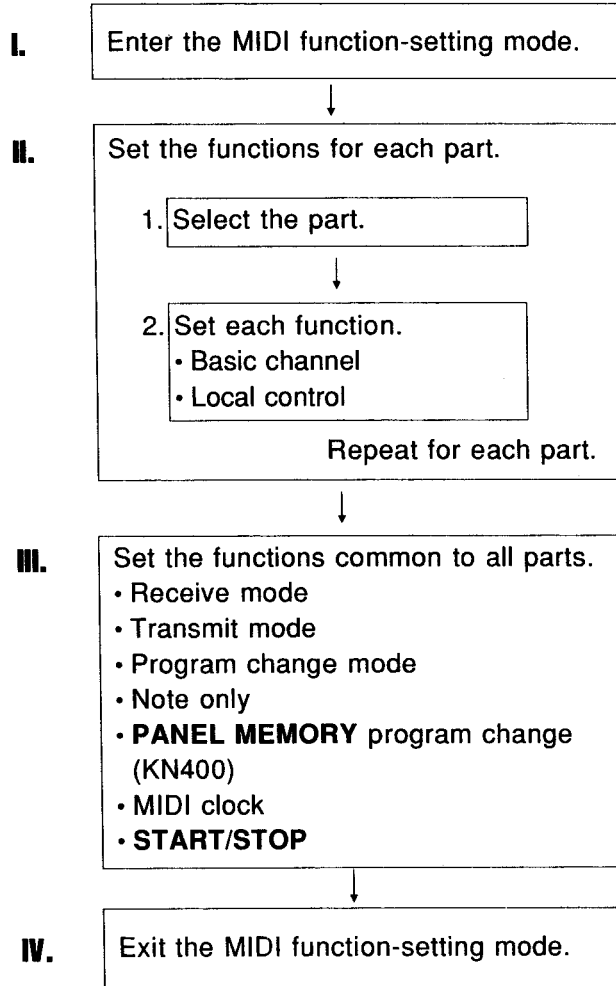 I. Enter the MIDI function-setting mode.
II. Set the functions for each part.
1. Select the part.
2. Set each function.
• Basic channel
• Local control
Repeat for each part.
III. Set the functions common to all parts.
• Receive mode
• Transmit mode
• Program change mode
• Note only
• PANEL MEMORY program change
(KN400)
• MIDI clock
• START/STOP
IV. Exit the MIDI function-setting mode.